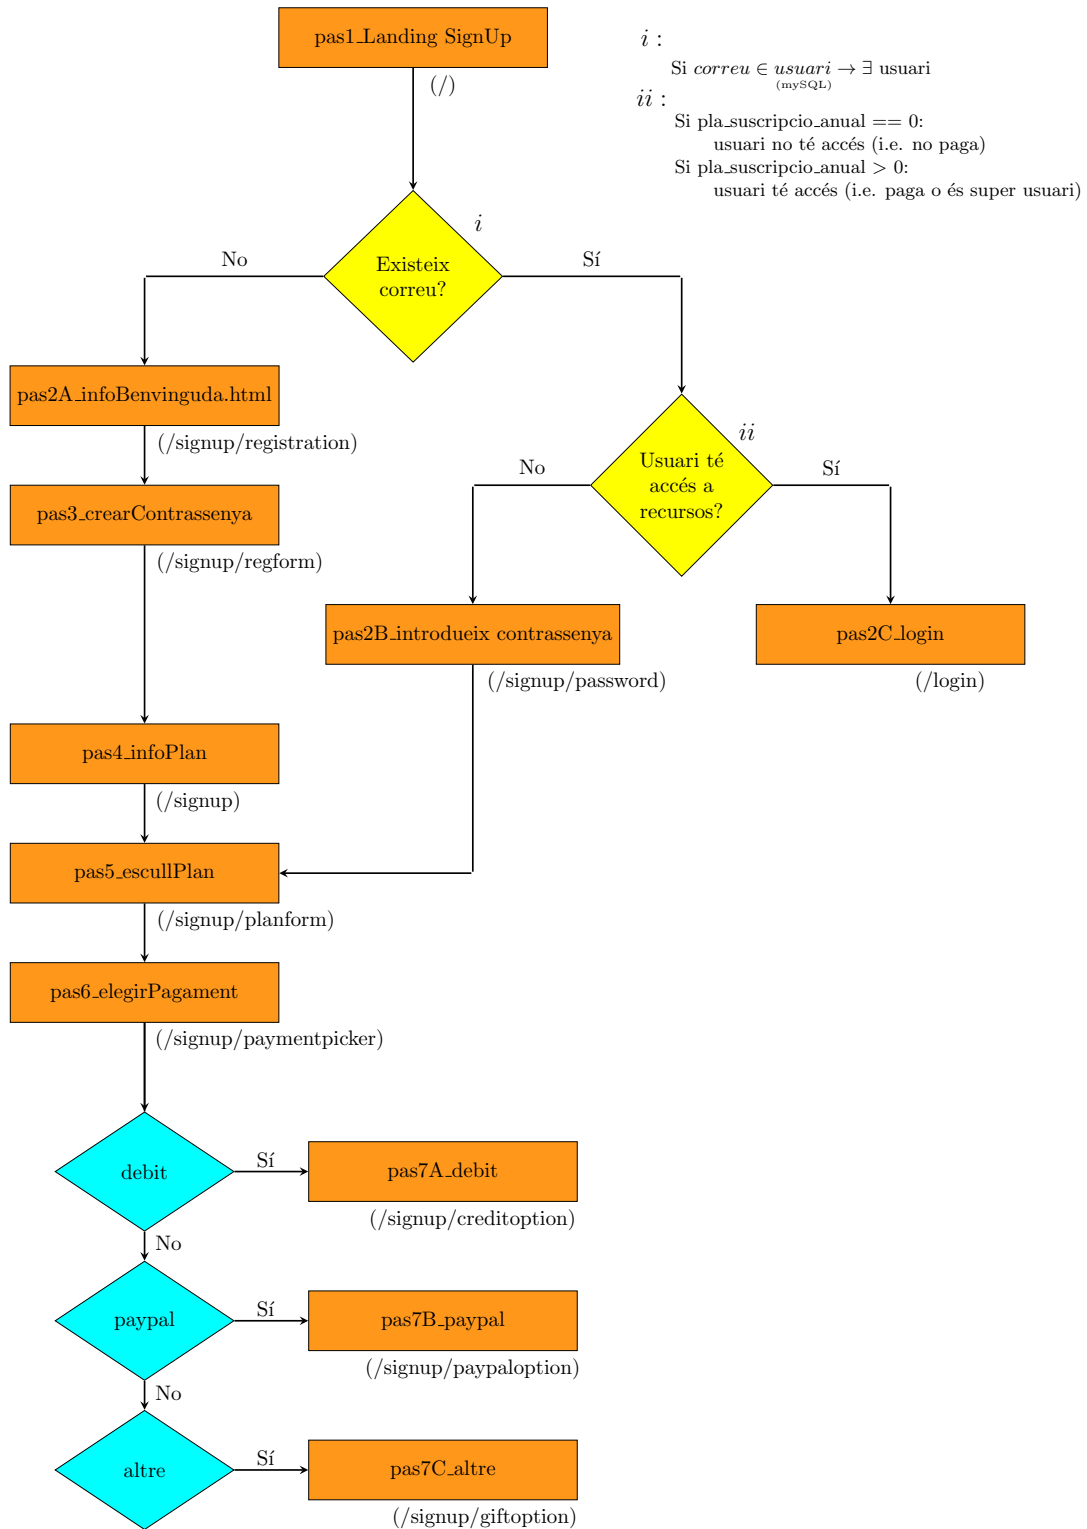 pas1_Landing SignUp
(/)
i :
Si correu ∈ usuari → ∃ usuari
(mySQL)
ii :
Si pla_suscripcio_anual == 0:
usuari no té accés (i.e. no paga)
Si pla_suscripcio_anual > 0:
usuari té accés (i.e. paga o és super usuari)
i
Existeix
correu?
No
Sí
pas2A_infoBenvinguda.html
(/signup/registration)
ii
Usuari té
accés a
recursos?
No
Sí
pas3_crearContrassenya
(/signup/regform)
pas2B_introdueix contrassenya
(/signup/password)
pas2C_login
(/login)
pas4_infoPlan
(/signup)
pas5_escullPlan
(/signup/planform)
pas6_elegirPagament
(/signup/paymentpicker)
debit
Sí
pas7A_debit
(/signup/creditoption)
No
paypal
Sí
pas7B_paypal
(/signup/paypaloption)
No
altre
Sí
pas7C_altre
(/signup/giftoption)